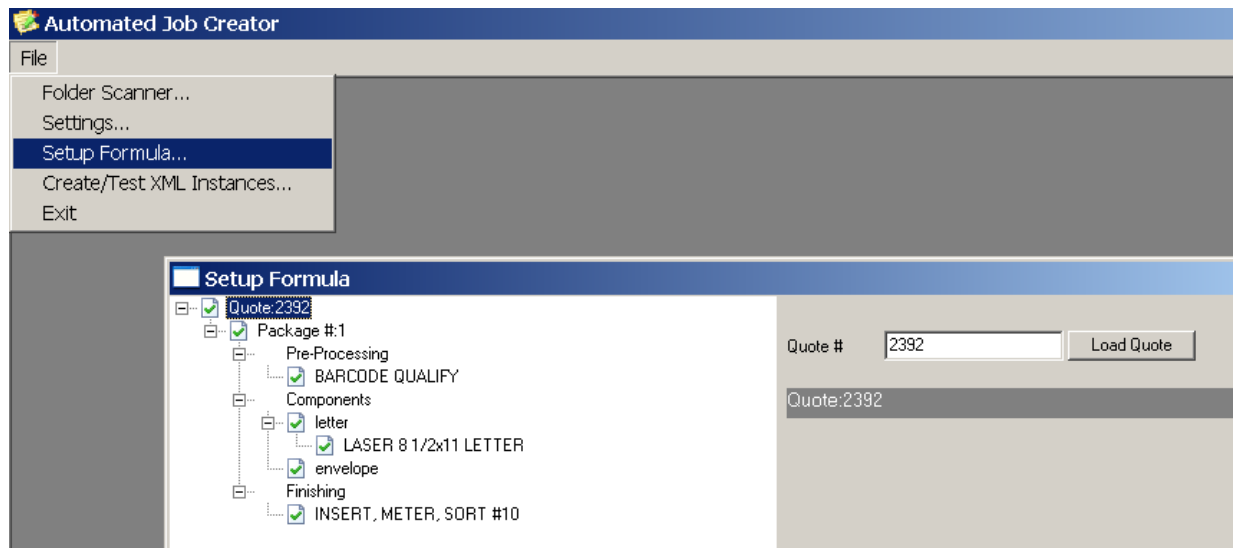 Automated Job Creator
File
Folder Scanner...
Settings...
Setup Formula...
Create/Test XML Instances...
Exit
Setup Formula
Quote:2392
Package #:1
Pre-Processing
BARCODE QUALIFY
Components
letter
LASER 8 1/2x11 LETTER
envelope
Finishing
INSERT, METER, SORT #10
Quote # 2392 Load Quote
Quote:2392